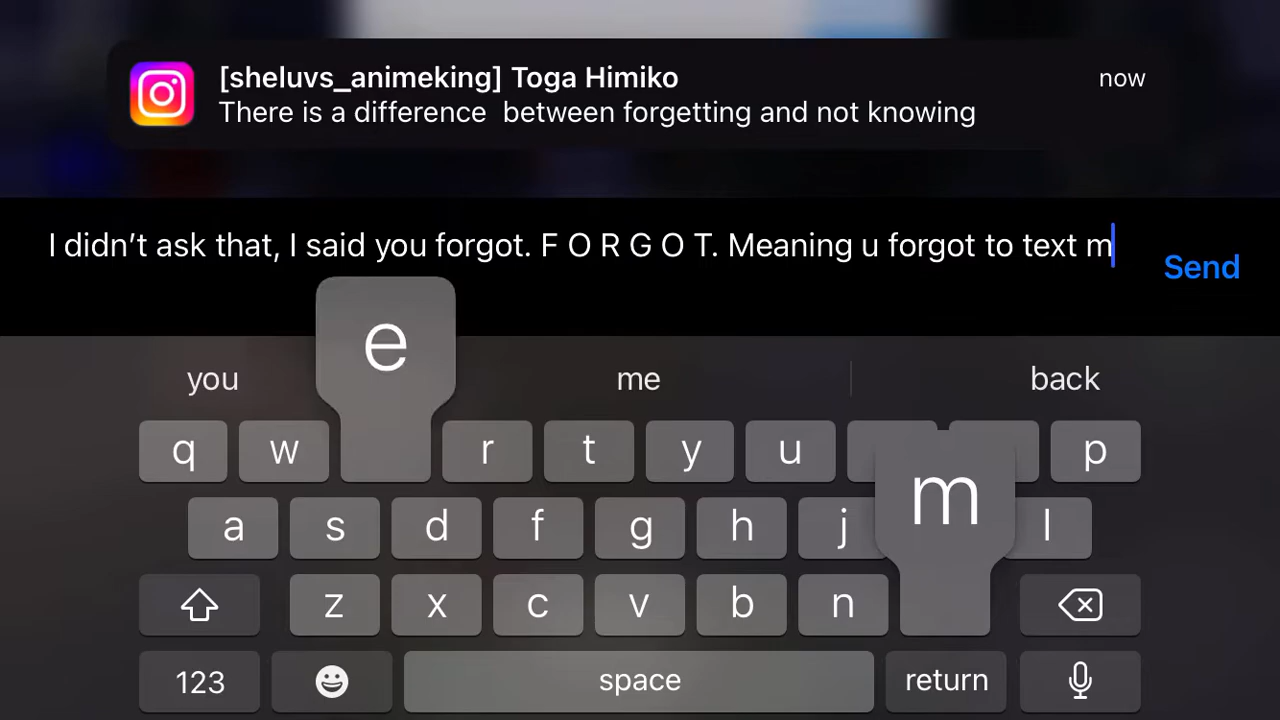 [sheluvs_animeking] Toga Himiko
now
There is a difference  between forgetting and not knowing
I didn’t ask that, I said you forgot. F O R G O T. Meaning u forgot to text m
Send
e
you me back
q w r t y u p
a s d f g h j l
m
z x c v b n
123 space return